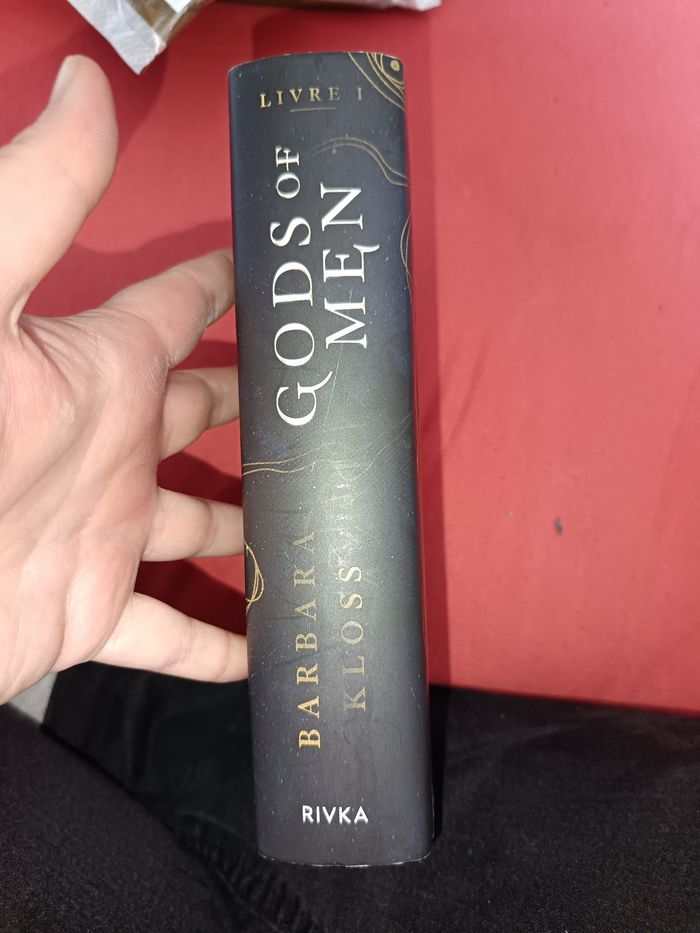 LIVRE I
GODS OF
MEN
BARBARA
KLOSS
RIVKA